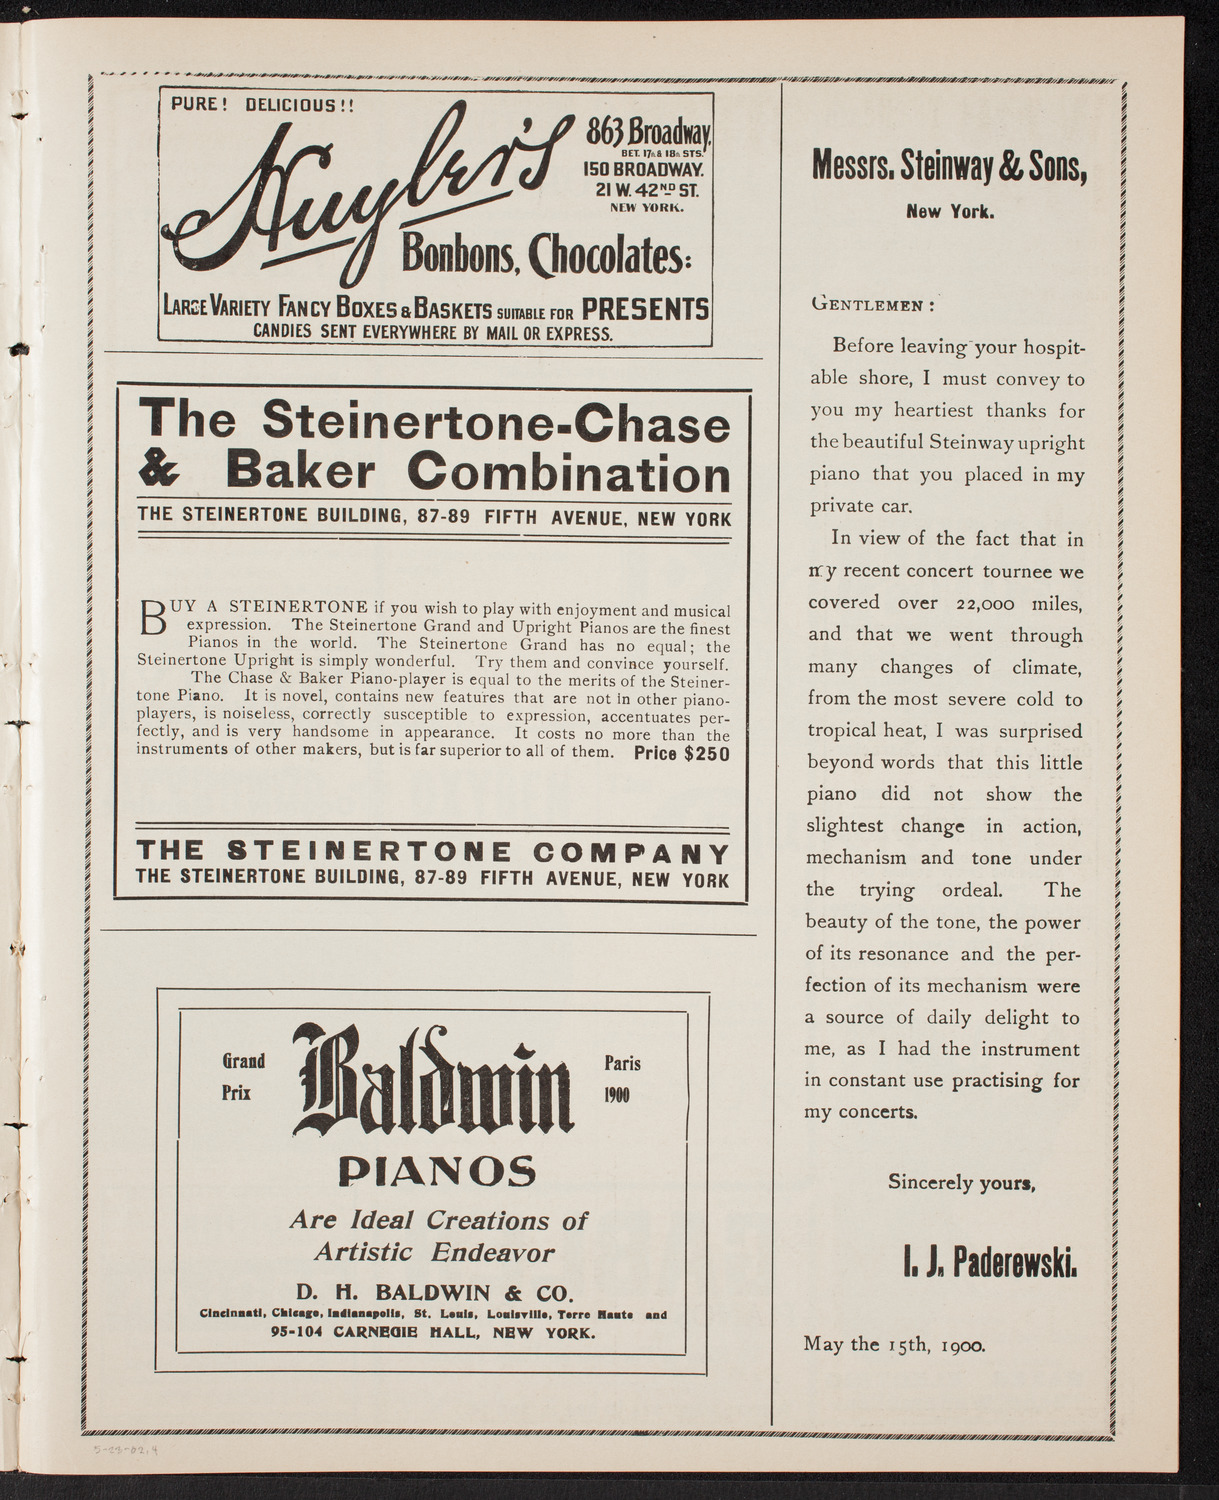 PURE! DELICIOUS!!
Huyler's
863 Broadway,
BET. 17th & 18th STS.
150 BROADWAY.
21 W. 42ND ST.
NEW YORK.
Bonbons, Chocolates:
LARGE VARIETY FANCY BOXES & BASKETS SUITABLE FOR PRESENTS
CANDIES SENT EVERYWHERE BY MAIL OR EXPRESS.
The Steinertone-Chase
& Baker Combination
THE STEINERTONE BUILDING, 87-89 FIFTH AVENUE, NEW YORK
BUY A STEINERTONE if you wish to play with enjoyment and musical
expression. The Steinertone Grand and Upright Pianos are the finest
Pianos in the world. The Steinertone Grand has no equal; the
Steinertone Upright is simply wonderful. Try them and convince yourself.
The Chase & Baker Piano-player is equal to the merits of the Steiner-
tone Piano. It is novel, contains new features that are not in other piano-
players, is noiseless, correctly susceptible to expression, accentuates per-
fectly, and is very handsome in appearance. It costs no more than the
instruments of other makers, but is far superior to all of them. Price $250
THE STEINERTONE COMPANY
THE STEINERTONE BUILDING, 87-89 FIFTH AVENUE, NEW YORK
Grand Prix
Baldwin
Paris 1900
PIANOS
Are Ideal Creations of
Artistic Endeavor
D. H. BALDWIN & CO.
Cincinnati, Chicago, Indianapolis, St. Louis, Louisville, Terre Haute and
95-104 CARNEGIE HALL, NEW YORK.
Messrs. Steinway & Sons,
New York.
GENTLEMEN:
Before leaving your hospit-
able shore, I must convey to
you my heartiest thanks for
the beautiful Steinway upright
piano that you placed in my
private car.
In view of the fact that in
my recent concert tournee we
covered over 22,000 miles,
and that we went through
many changes of climate,
from the most severe cold to
tropical heat, I was surprised
beyond words that this little
piano did not show the
slightest change in action,
mechanism and tone under
the trying ordeal. The
beauty of the tone, the power
of its resonance and the per-
fection of its mechanism were
a source of daily delight to
me, as I had the instrument
in constant use practising for
my concerts.
Sincerely yours,
I. J. Paderewski.
May the 15th, 1900.
5-23-02.4